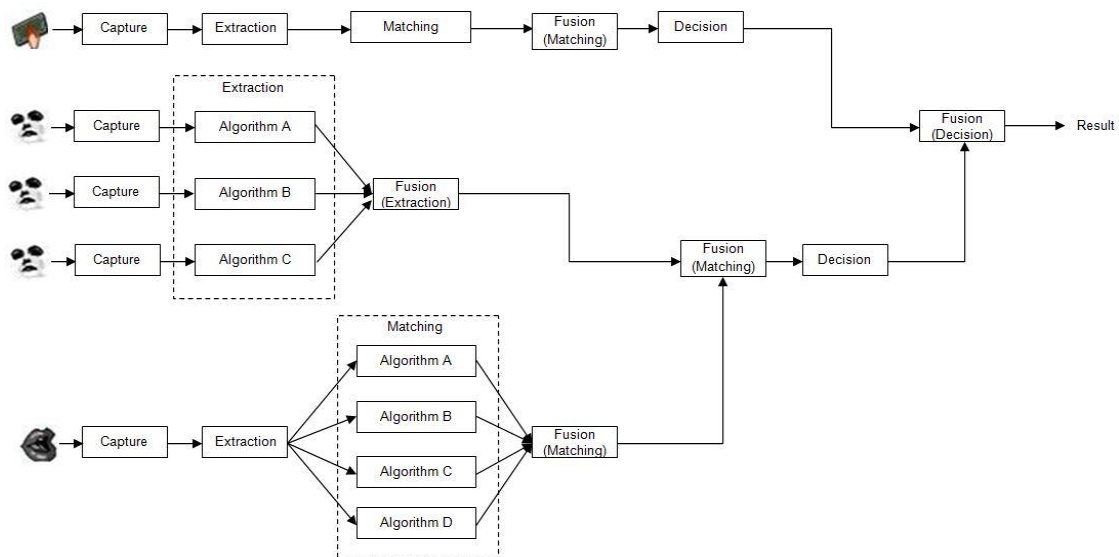 Capture
Extraction
Matching
Fusion
(Matching)
Decision
Extraction
Capture
Algorithm A
Fusion
(Decision)
Result
Capture
Algorithm B
Fusion
(Extraction)
Capture
Algorithm C
Fusion
(Matching)
Decision
Matching
Algorithm A
Algorithm B
Capture
Extraction
Fusion
(Matching)
Algorithm C
Algorithm D